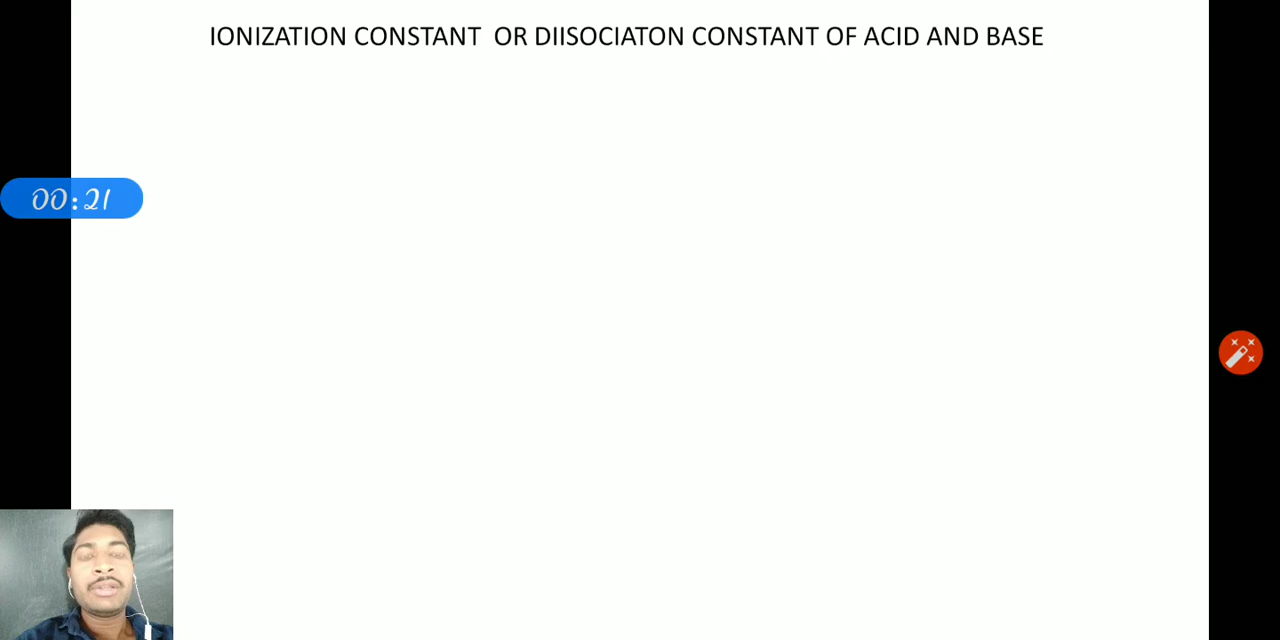 IONIZATION CONSTANT OR DIISOCIATON CONSTANT OF ACID AND BASE
00:21